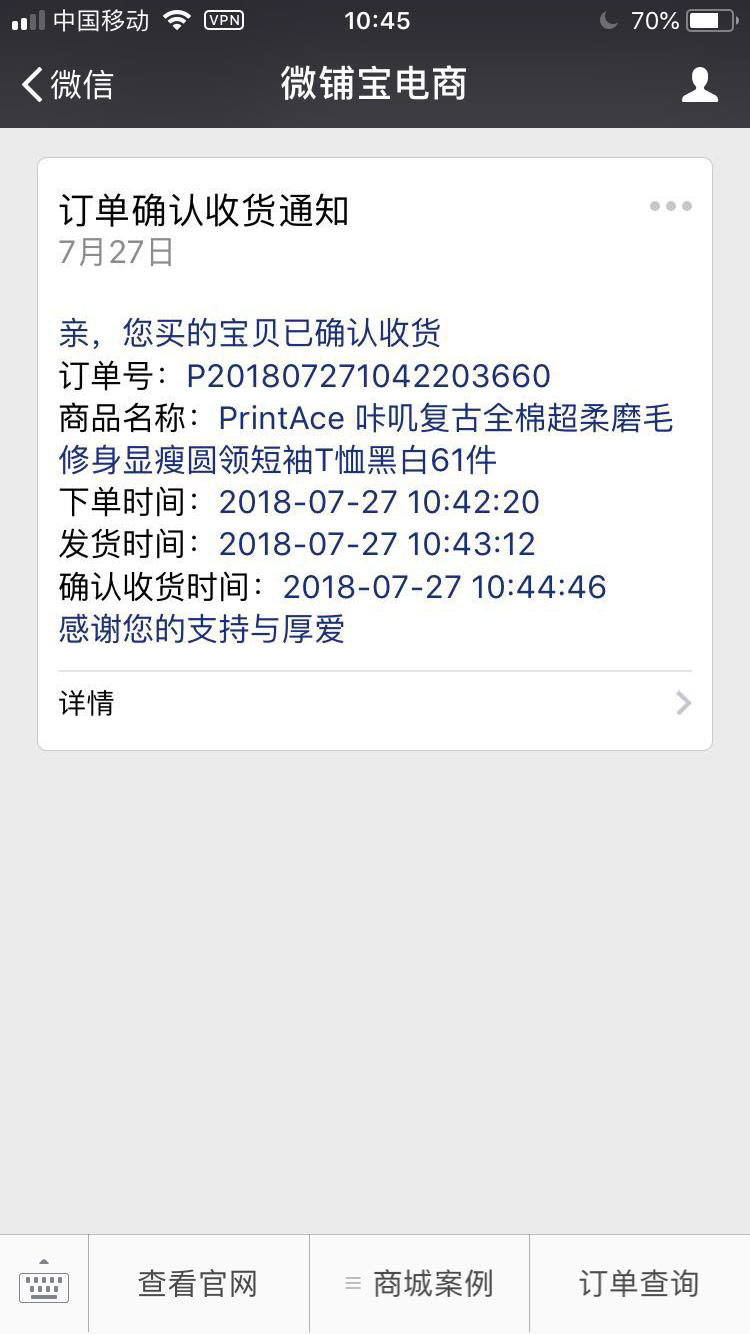 中国移动 VPN 10:45 70%
微信 微铺宝电商
订单确认收货通知
7月27日
亲，您买的宝贝已确认收货
订单号：P201807271042203660
商品名称：PrintAce 咔叽复古全棉超柔磨毛
修身显瘦圆领短袖T恤黑白61件
下单时间：2018-07-27 10:42:20
发货时间：2018-07-27 10:43:12
确认收货时间：2018-07-27 10:44:46
感谢您的支持与厚爱
详情
查看官网 商城案例 订单查询